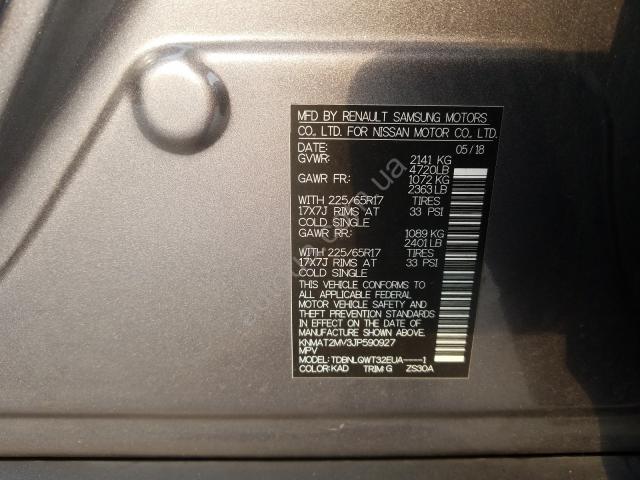 MFD BY RENAULT SAMSUNG MOTORS
CO., LTD. FOR NISSAN MOTOR CO., LTD.
DATE: 05/18
GVWR: 2141 KG
4720LB
GAWR FR: 1072 KG
2363 LB
WITH 225/65R17 TIRES
17X7J RIMS AT 33 PSI
COLD SINGLE
GAWR RR: 1089 KG
2401 LB
WITH 225/65R17 TIRES
17X7J RIMS AT 33 PSI
COLD SINGLE
THIS VEHICLE CONFORMS TO
ALL APPLICABLE FEDERAL
MOTOR VEHICLE SAFETY AND
THEFT PREVENTION STANDARDS
IN EFFECT ON THE DATE OF
MANUFACTURE SHOWN ABOVE.
KNMAT2MV3JP590927
MPV
MODEL: TDBNLQWT32EUA----1
COLOR: KAD TRIM: G ZS30A